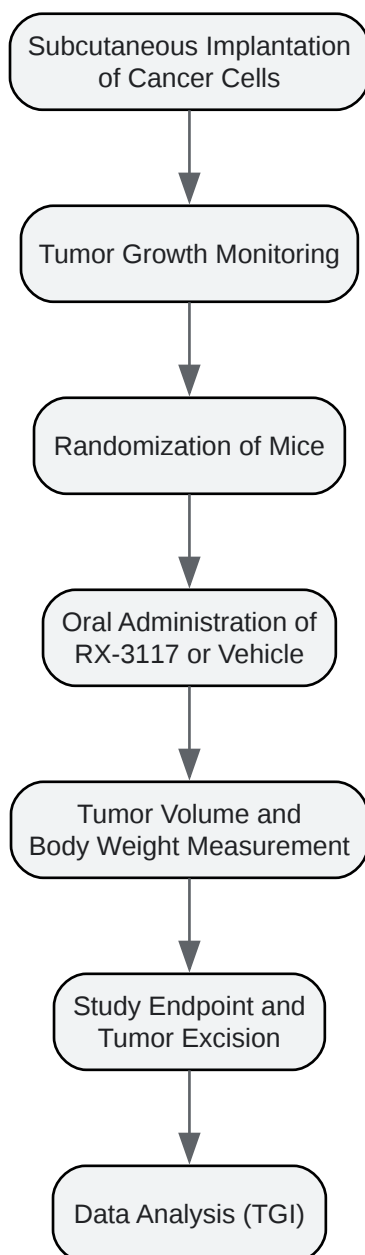 Subcutaneous Implantation
of Cancer Cells
Tumor Growth Monitoring
Randomization of Mice
Oral Administration of
RX-3117 or Vehicle
Tumor Volume and
Body Weight Measurement
Study Endpoint and
Tumor Excision
Data Analysis (TGI)